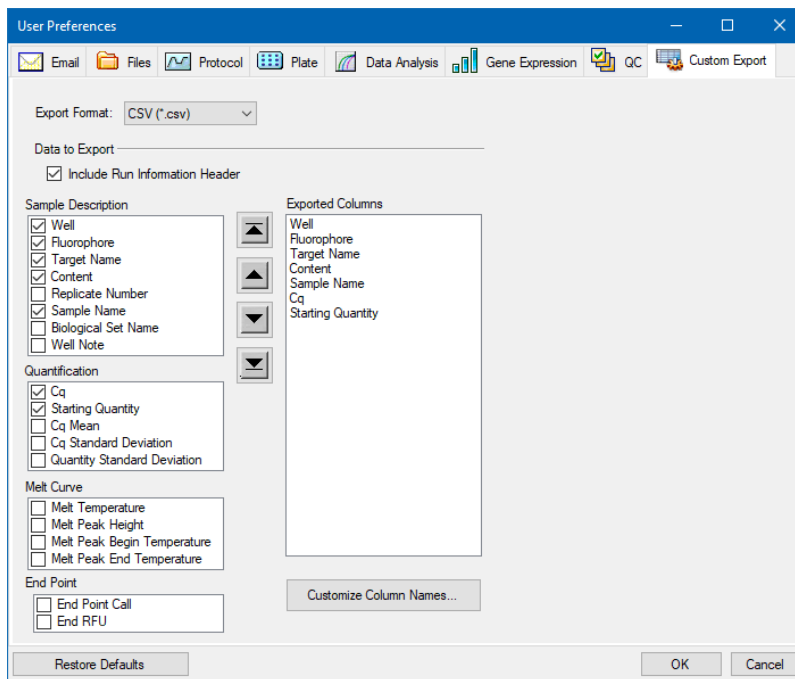 User Preferences
Email Files Protocol Plate Data Analysis Gene Expression QC Custom Export
Export Format: CSV (*.csv)
Data to Export
Include Run Information Header
Sample Description
Well
Fluorophore
Target Name
Content
Replicate Number
Sample Name
Biological Set Name
Well Note
Quantification
Cq
Starting Quantity
Cq Mean
Cq Standard Deviation
Quantity Standard Deviation
Melt Curve
Melt Temperature
Melt Peak Height
Melt Peak Begin Temperature
Melt Peak End Temperature
End Point
End Point Call
End RFU
Exported Columns
Well
Fluorophore
Target Name
Content
Sample Name
Cq
Starting Quantity
Customize Column Names...
Restore Defaults OK Cancel